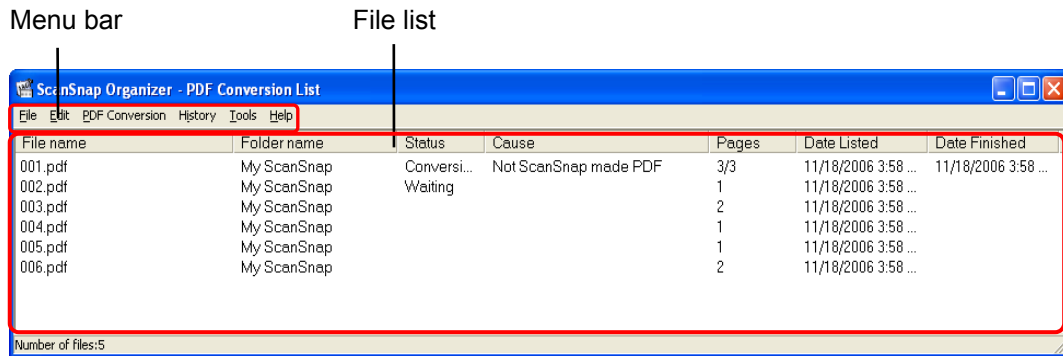 Menu bar File list
ScanSnap Organizer - PDF Conversion List
File Edit PDF Conversion History Tools Help
File name Folder name Status Cause Pages Date Listed Date Finished
001.pdf My ScanSnap Conversi... Not ScanSnap made PDF 3/3 11/18/2006 3:58 ... 11/18/2006 3:58 ...
002.pdf My ScanSnap Waiting 1 11/18/2006 3:58 ...
003.pdf My ScanSnap 2 11/18/2006 3:58 ...
004.pdf My ScanSnap 1 11/18/2006 3:58 ...
005.pdf My ScanSnap 1 11/18/2006 3:58 ...
006.pdf My ScanSnap 2 11/18/2006 3:58 ...
Number of files:5